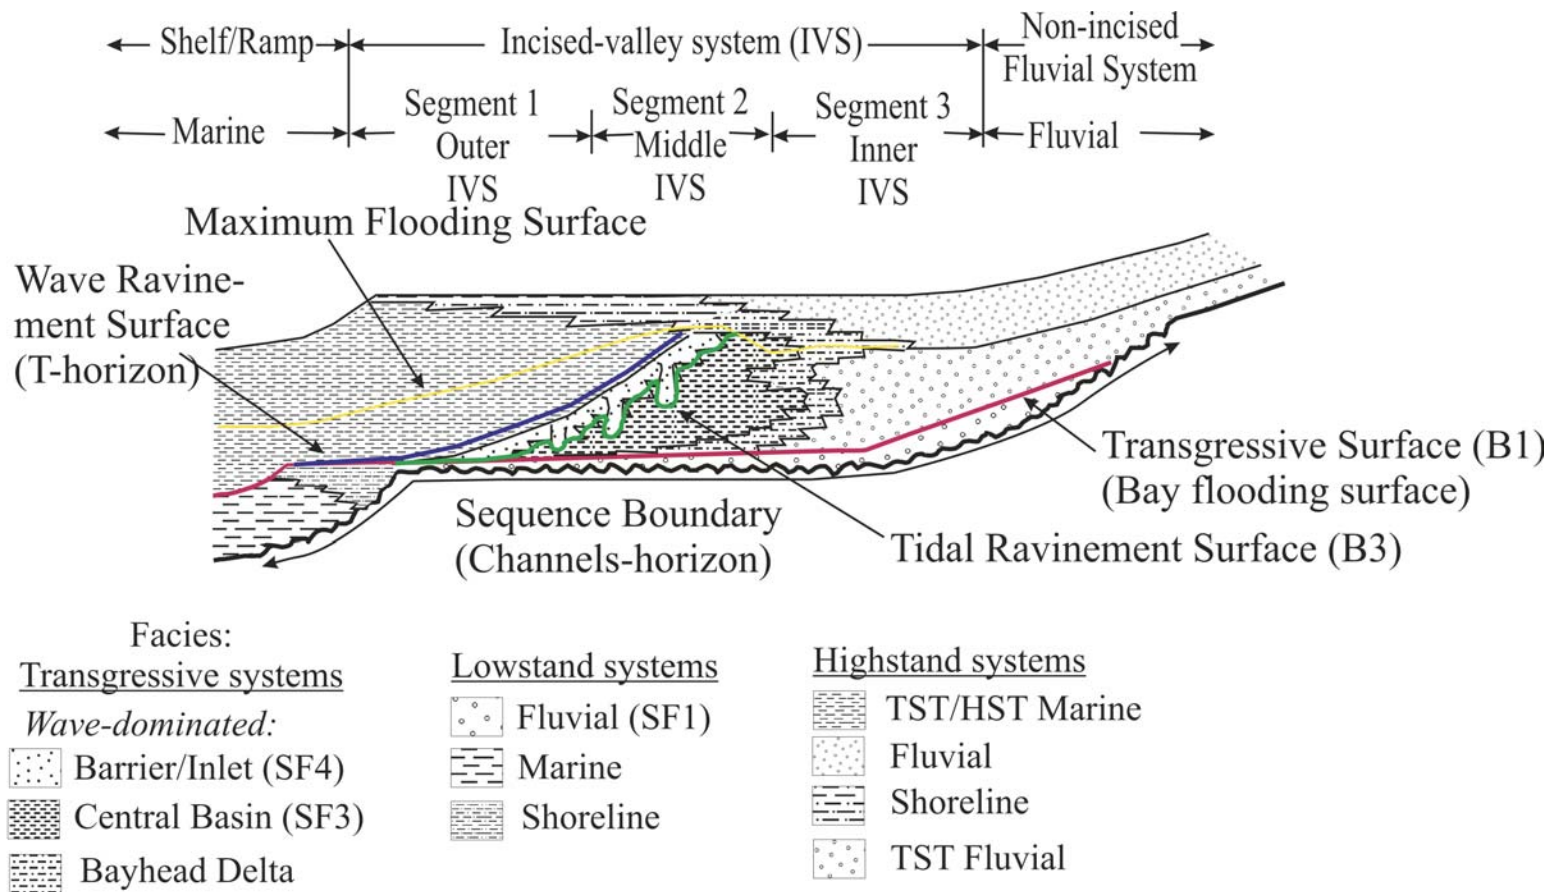 Shelf/Ramp
Incised-valley system (IVS)
Non-incised
Fluvial System
Marine
Segment 1
Outer
IVS
Segment 2
Middle
IVS
Segment 3
Inner
IVS
Fluvial
Maximum Flooding Surface
Wave Ravine-
ment Surface
(T-horizon)
Transgressive Surface (B1)
(Bay flooding surface)
Sequence Boundary
(Channels-horizon)
Tidal Ravinement Surface (B3)
Facies:
Transgressive systems
Wave-dominated:
Barrier/Inlet (SF4)
Central Basin (SF3)
Bayhead Delta
Lowstand systems
Fluvial (SF1)
Marine
Shoreline
Highstand systems
TST/HST Marine
Fluvial
Shoreline
TST Fluvial